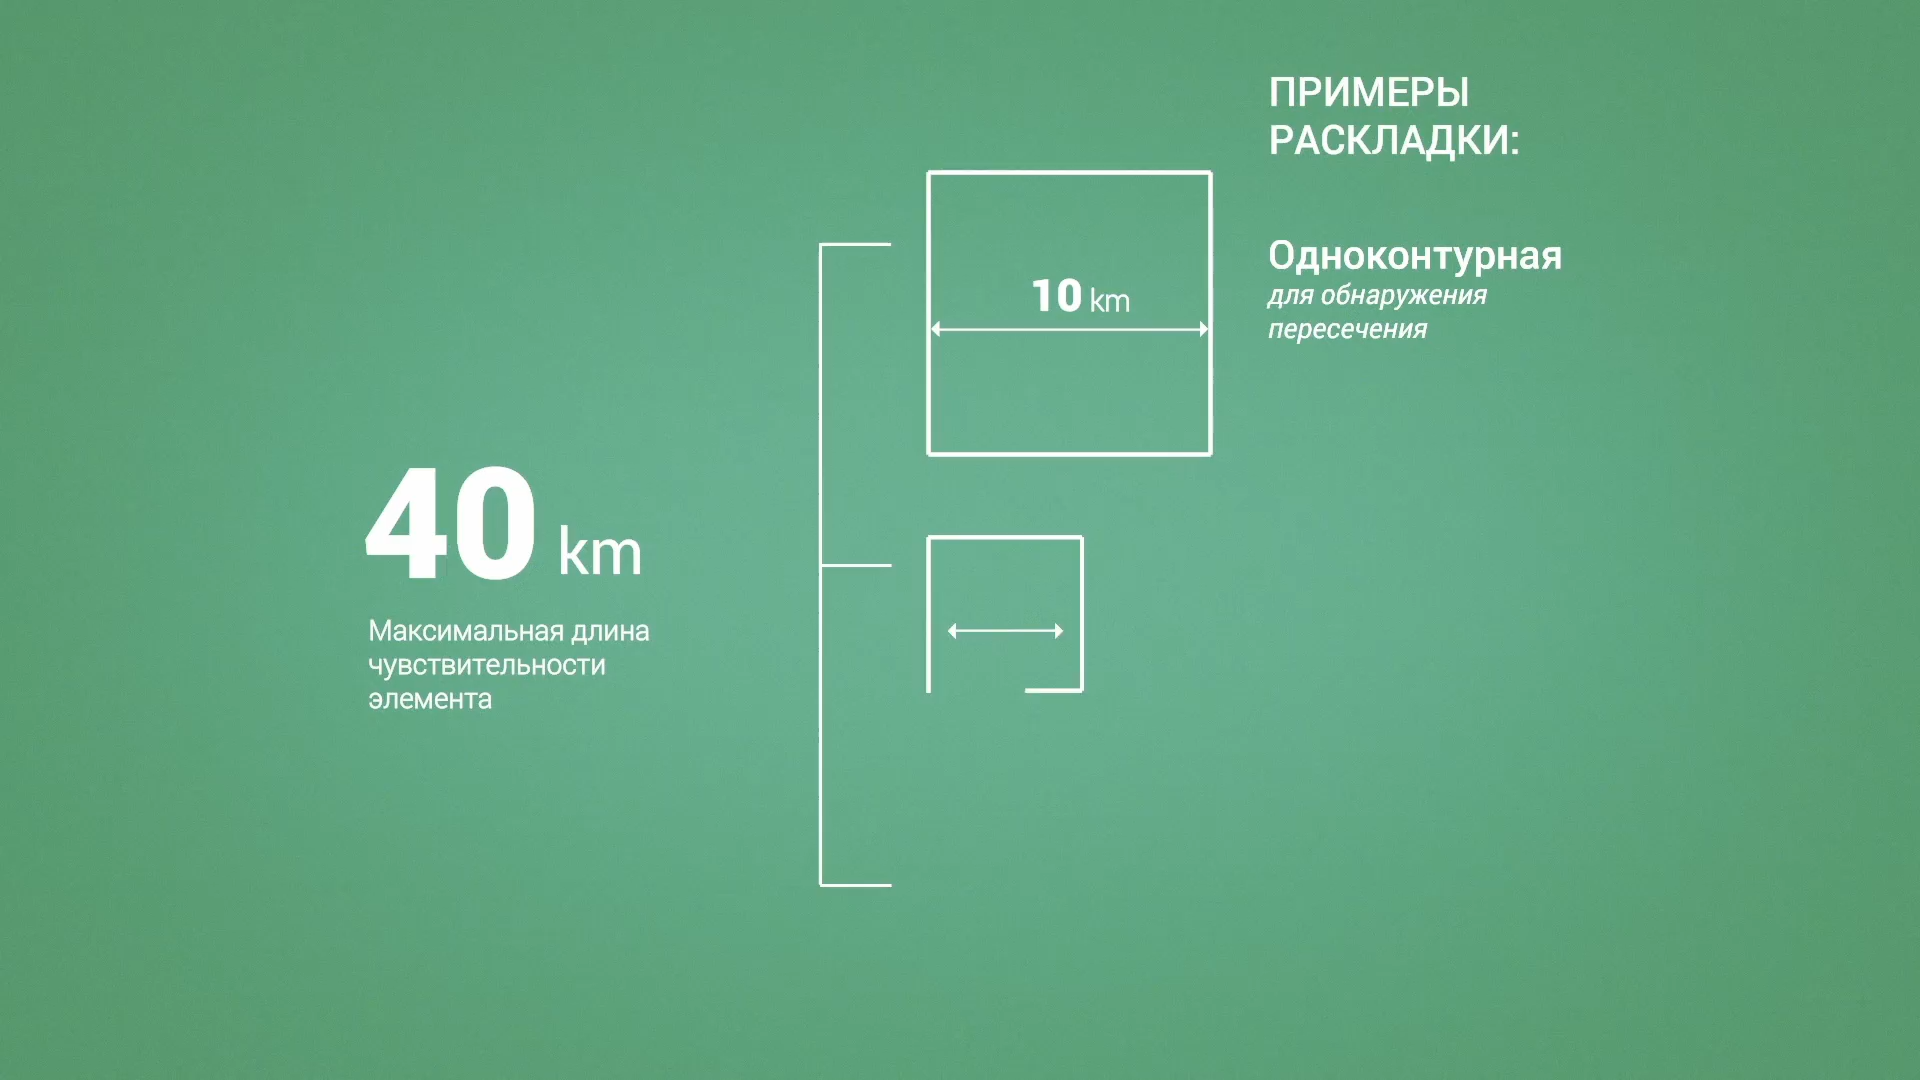 ПРИМЕРЫ
РАСКЛАДКИ:
Одноконтурная
для обнаружения
пересечения
10 km
40 km
Максимальная длина
чувствительности
элемента